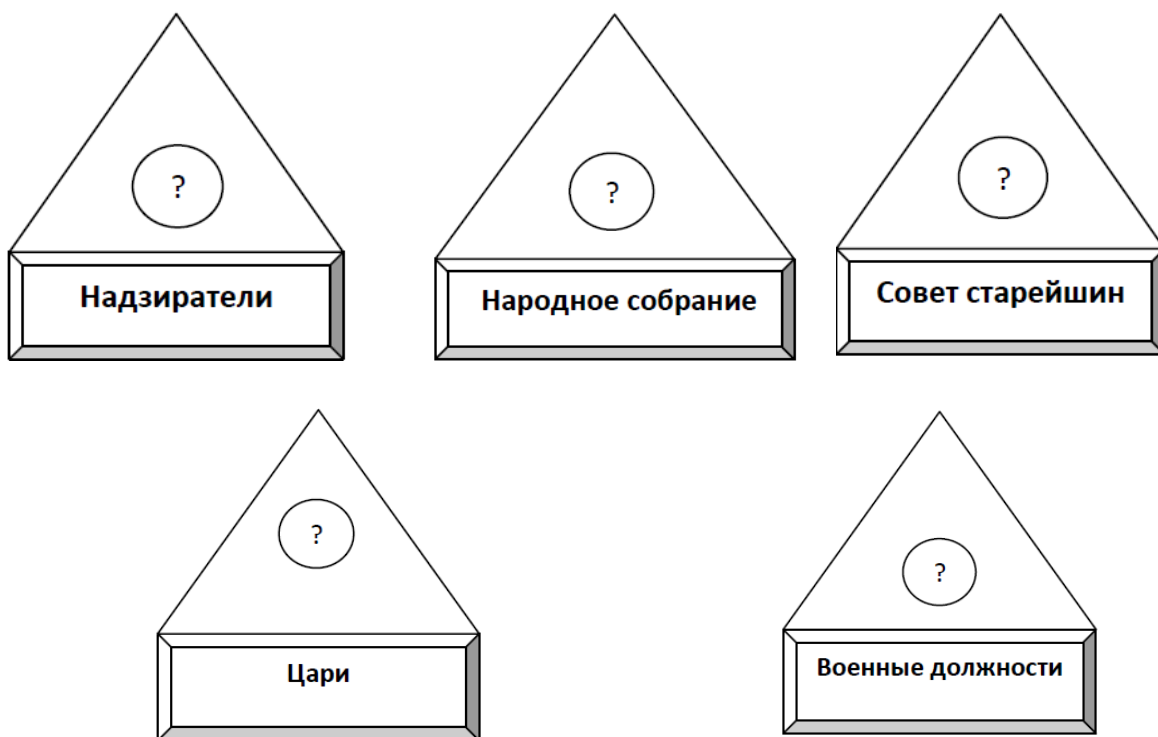 ?
?
?
Надзиратели
Народное собрание
Совет старейшин
?
?
Цари
Военные должности